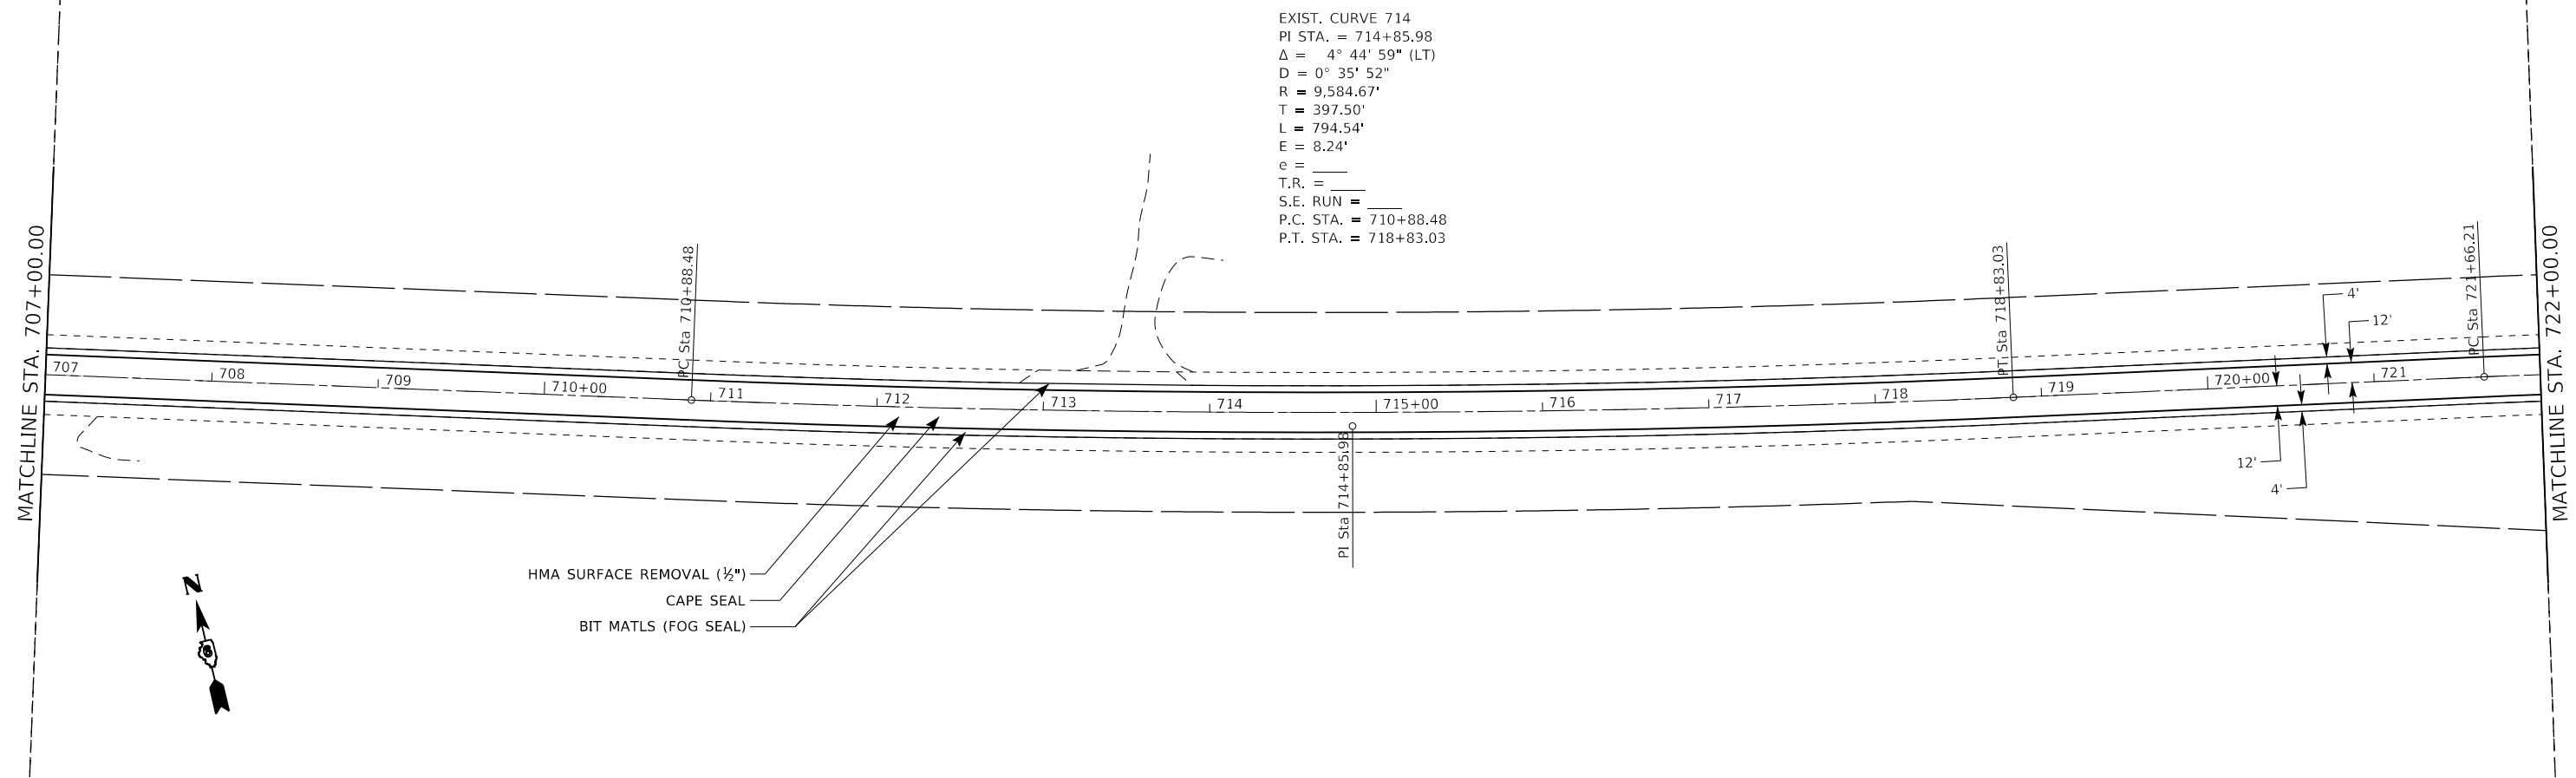 EXIST. CURVE 714
PI STA. = 714+85.98
Δ = 4° 44' 59" (LT)
D = 0° 35' 52"
R = 9,584.67'
T = 397.50'
L = 794.54'
E = 8.24'
e = ____
T.R. = ____
S.E. RUN = ____
P.C. STA. = 710+88.48
P.T. STA. = 718+83.03
MATCHLINE STA. 707+00.00
PC Sta 710+88.48
PT Sta 718+83.03
PC Sta 721+66.21
MATCHLINE STA. 722+00.00
4'
12'
707
708
709
710+00
711
712
713
714
715+00
716
717
718
719
720+00
721
PI Sta 714+85.98
12'
4'
HMA SURFACE REMOVAL (½")
CAPE SEAL
BIT MATLS (FOG SEAL)
N
6